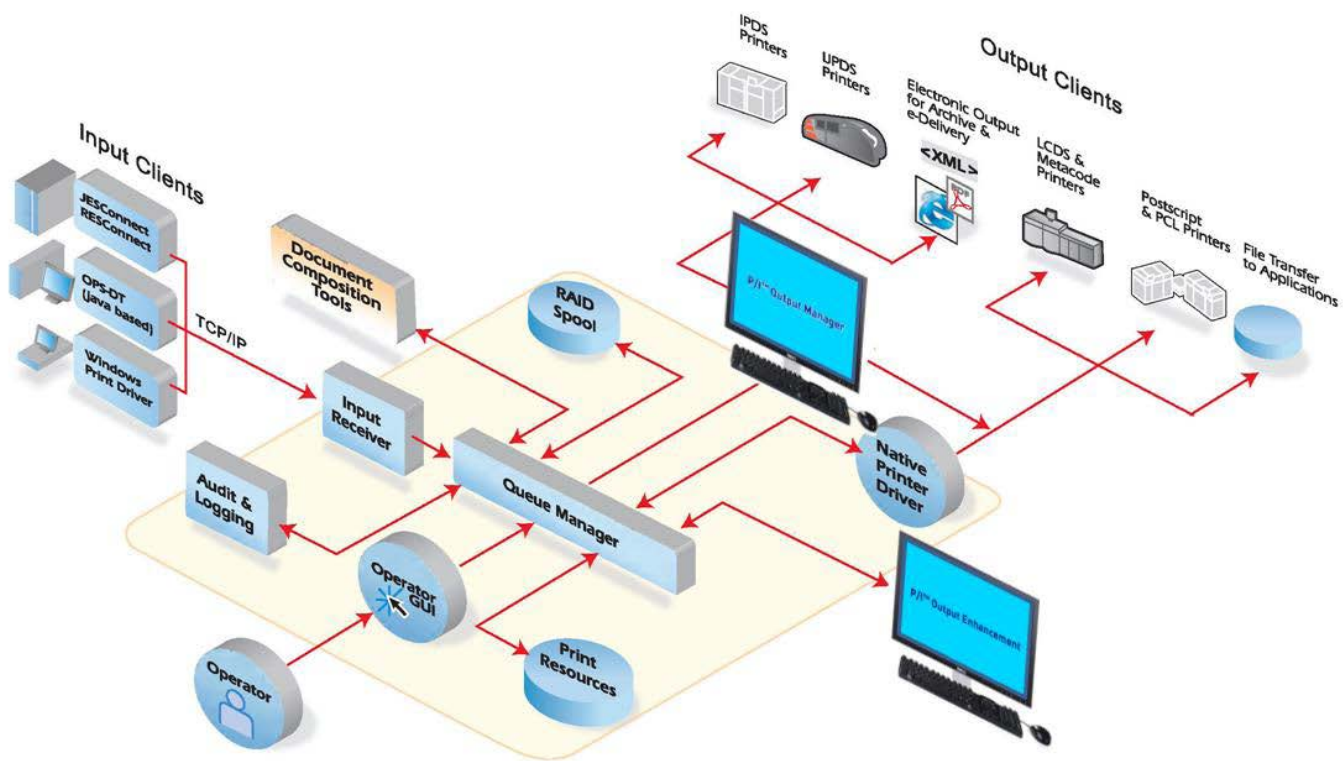 Input Clients
JESConnect
RESConnect
OPS-DT
(Java based)
Windows
Print Driver
TCP/IP
Document
Composition
Tools
RAID
Spool
Input
Receiver
Audit &
Logging
Queue Manager
Operator
GUI
Operator
Print
Resources
P/I™ Output Manager
Native
Printer
Driver
P/I™ Output Enhancement
Output Clients
IPDS
Printers
UPDS
Printers
Electronic Output
for Archive &
e-Delivery
<XML>
PDF
LCDS &
Metacode
Printers
Postscript
& PCL Printers
File Transfer
to Applications